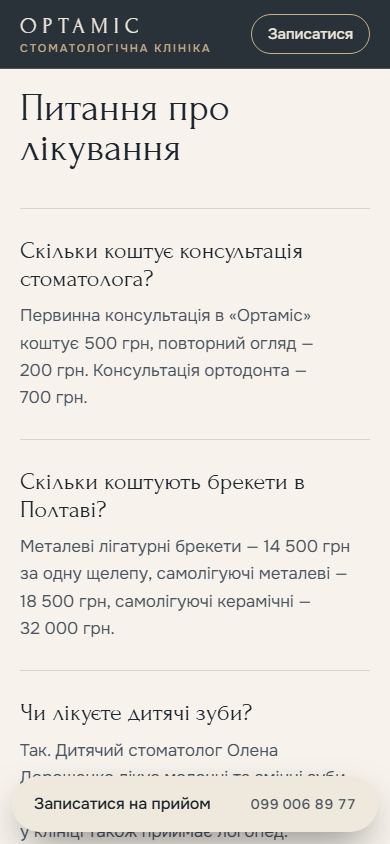 ОРТАМІС
СТОМАТОЛОГІЧНА КЛІНІКА
Записатися
Питання про
лікування
Скільки коштує консультація
стоматолога?
Первинна консультація в «Ортаміс»
коштує 500 грн, повторний огляд —
200 грн. Консультація ортодонта —
700 грн.
Скільки коштують брекети в
Полтаві?
Металеві лігатурні брекети — 14 500 грн
за одну щелепу, самолігуючі металеві —
18 500 грн, самолігуючі керамічні —
32 000 грн.
Чи лікуєте дитячі зуби?
Так. Дитячий стоматолог Олена
Записатися на прийом
099 006 89 77
у клініці також приймає логопед.